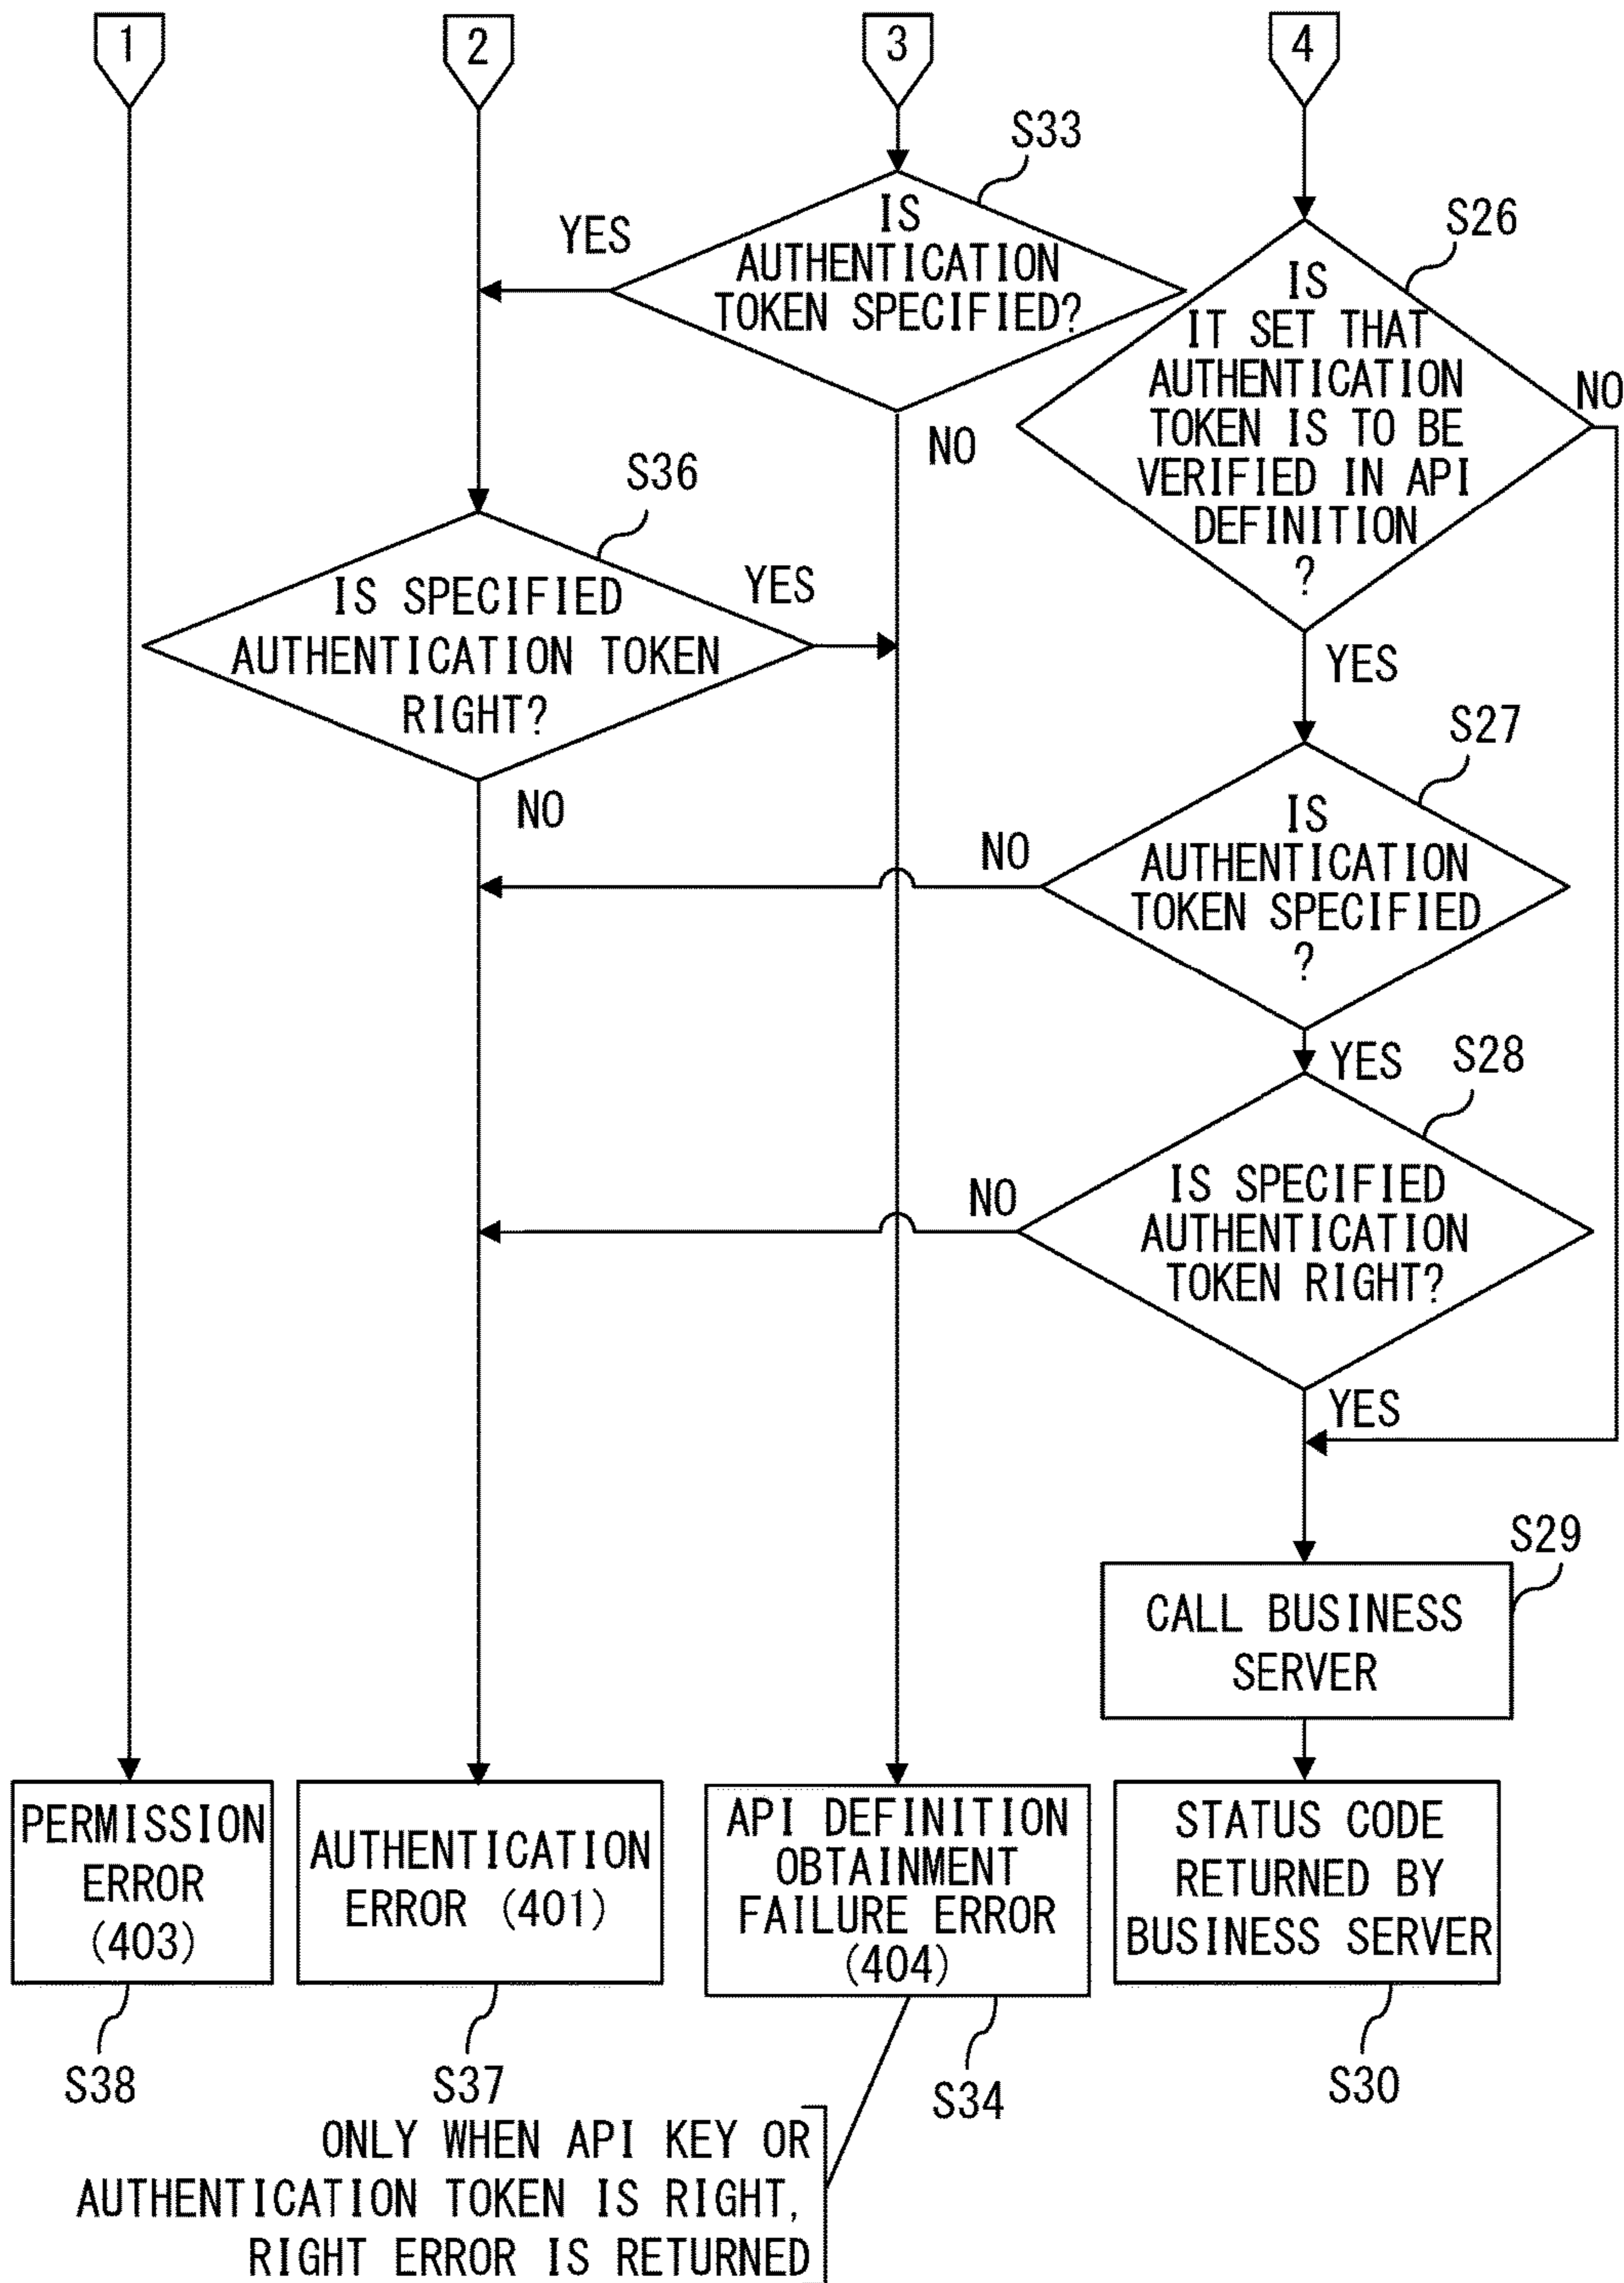 1
2
3
4
S33
IS
AUTHENTICATION
TOKEN SPECIFIED?
YES
NO
S26
IS
IT SET THAT
AUTHENTICATION
TOKEN IS TO BE
VERIFIED IN API
DEFINITION
?
NO
YES
S36
IS SPECIFIED
AUTHENTICATION TOKEN
RIGHT?
YES
NO
S27
IS
AUTHENTICATION
TOKEN SPECIFIED
?
NO
YES
S28
IS SPECIFIED
AUTHENTICATION
TOKEN RIGHT?
NO
YES
S29
CALL BUSINESS
SERVER
PERMISSION
ERROR
(403)
AUTHENTICATION
ERROR (401)
API DEFINITION
OBTAINMENT
FAILURE ERROR
(404)
STATUS CODE
RETURNED BY
BUSINESS SERVER
S38
S37
S34
S30
ONLY WHEN API KEY OR
AUTHENTICATION TOKEN IS RIGHT,
RIGHT ERROR IS RETURNED